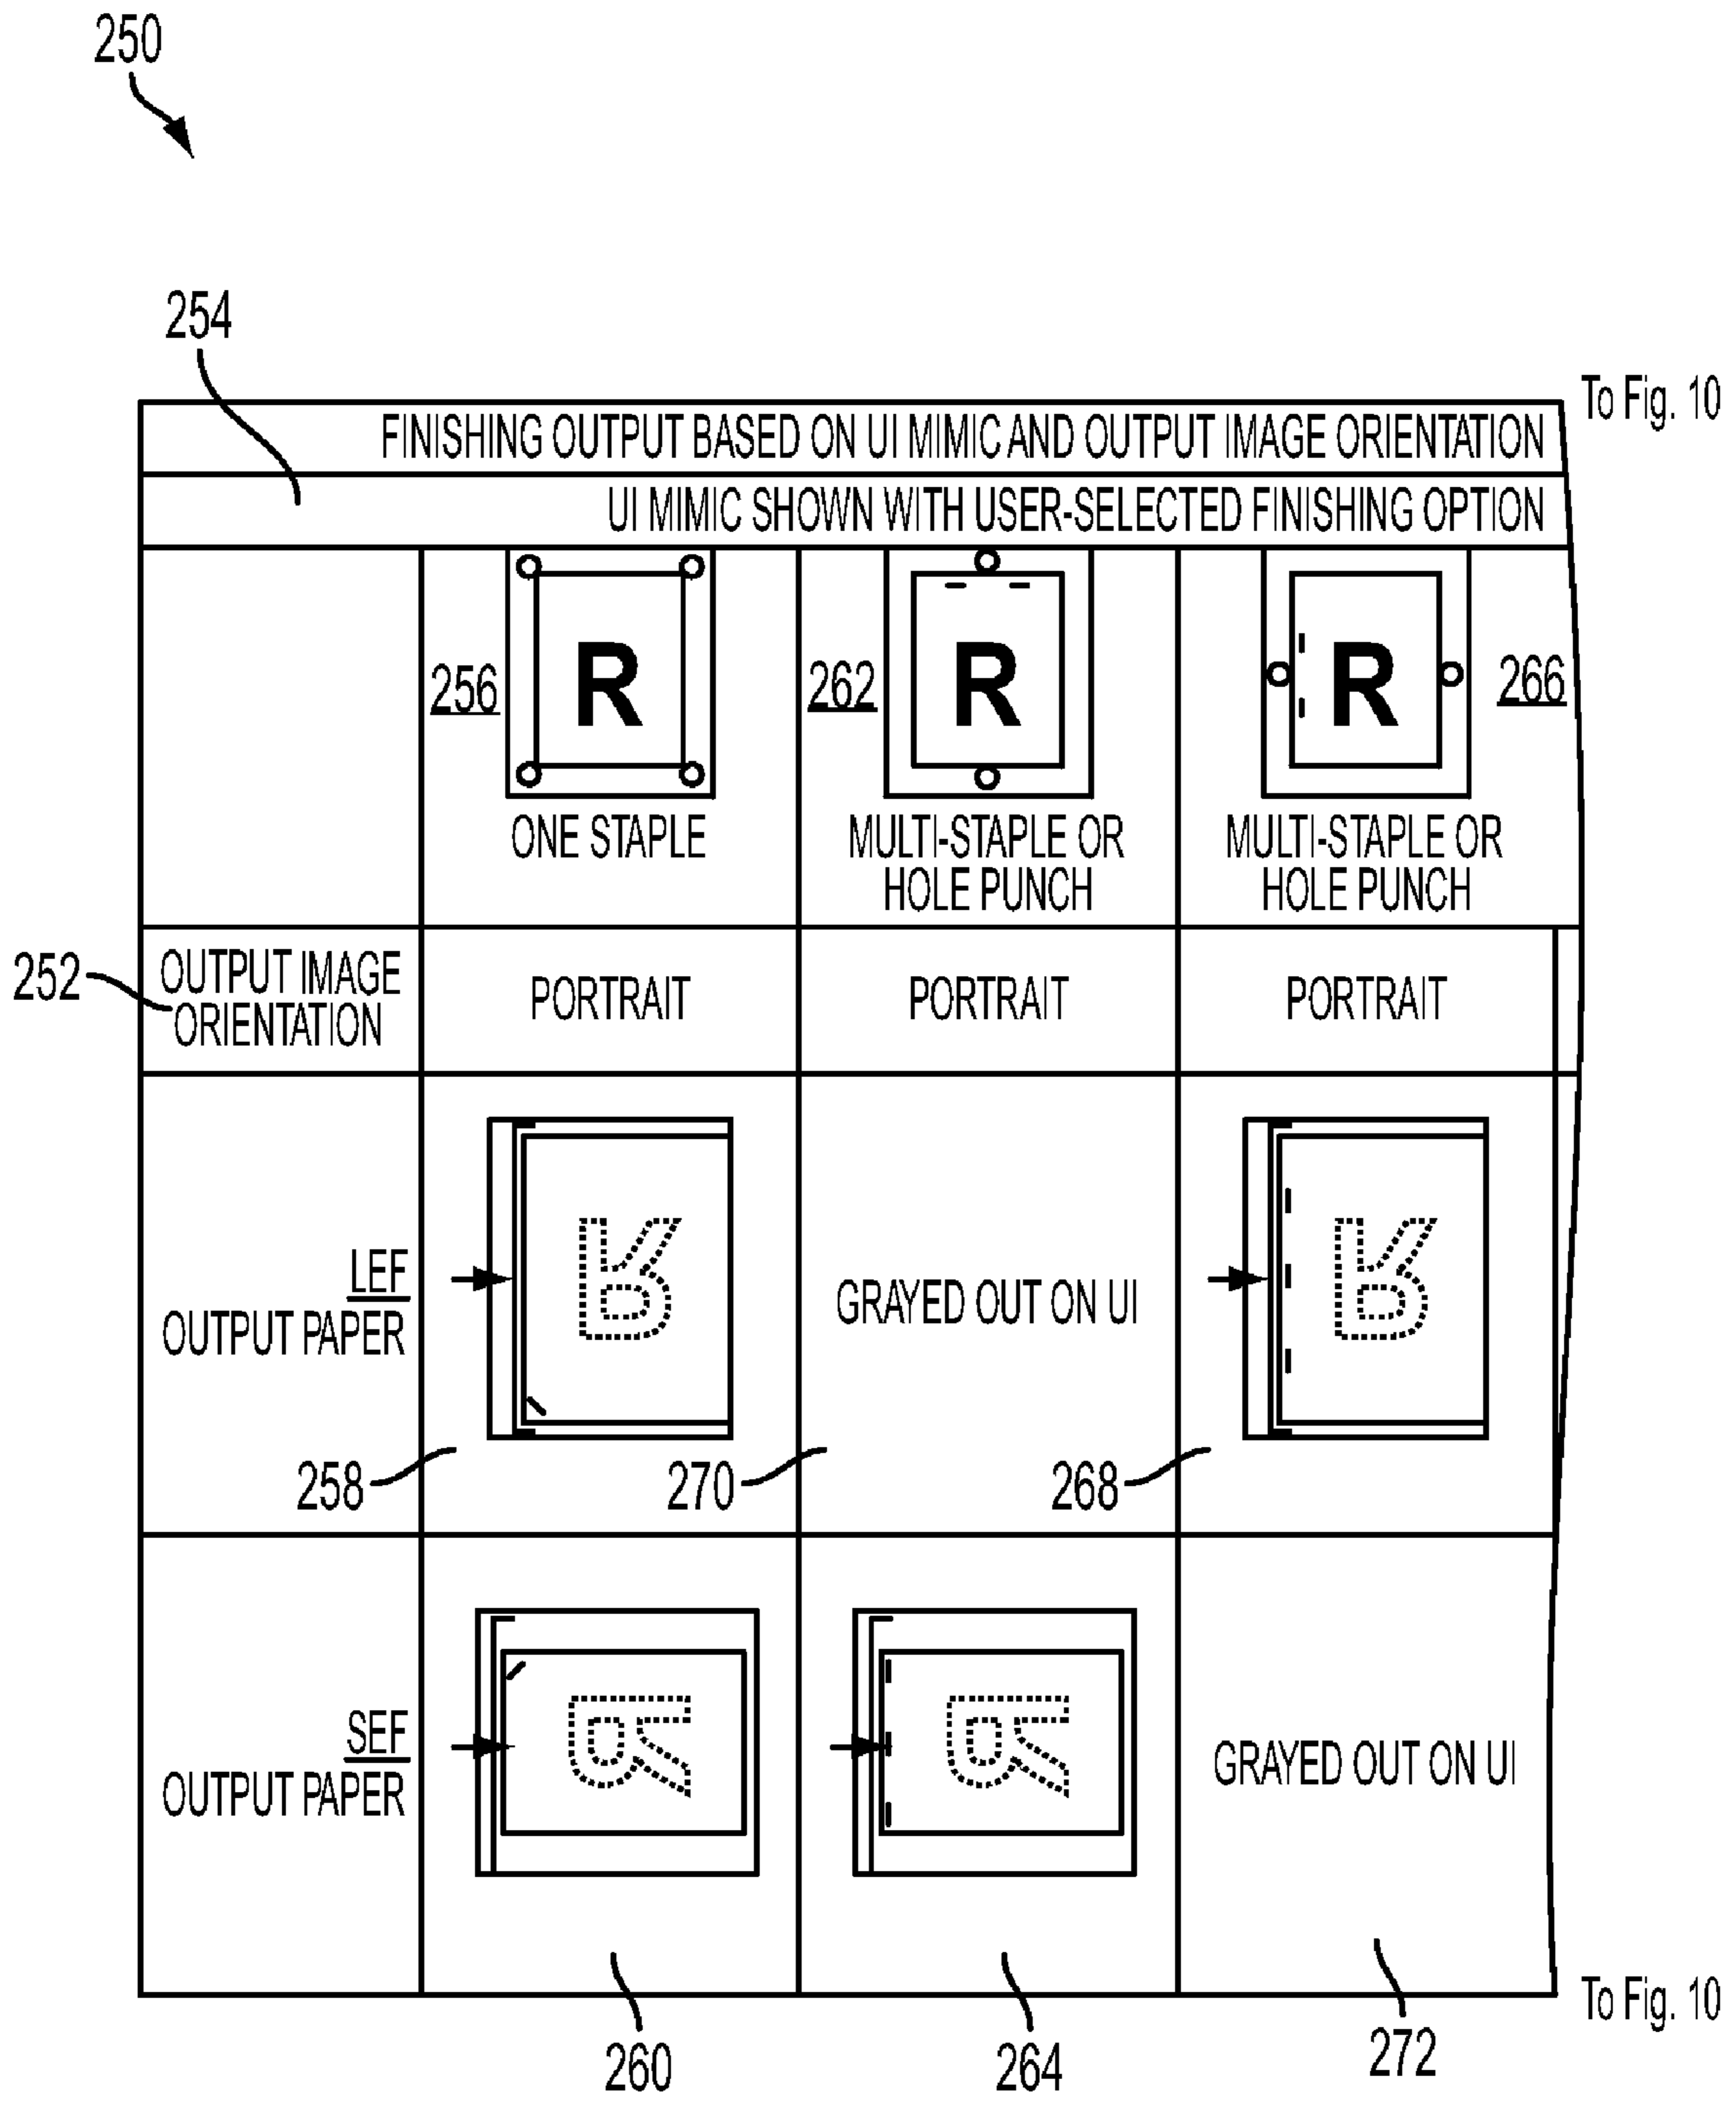 250
254
To Fig. 10
FINISHING OUTPUT BASED ON UI MIMIC AND OUTPUT IMAGE ORIENTATION
UI MIMIC SHOWN WITH USER-SELECTED FINISHING OPTION
256
R
262
R
R
266
ONE STAPLE
MULTI-STAPLE OR
HOLE PUNCH
MULTI-STAPLE OR
HOLE PUNCH
252
OUTPUT IMAGE
ORIENTATION
PORTRAIT
PORTRAIT
PORTRAIT
LEF
OUTPUT PAPER
R
GRAYED OUT ON UI
R
258
270
268
SEF
OUTPUT PAPER
R
R
GRAYED OUT ON UI
To Fig. 10
260
264
272